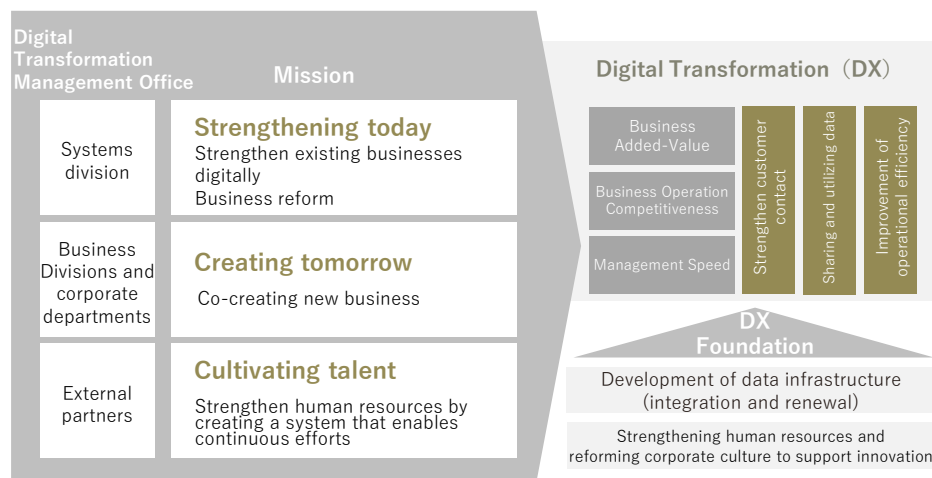 Digital
Transformation
Management Office
Mission
Systems
division
Strengthening today
Strengthen existing businesses
digitally
Business reform
Business
Divisions and
corporate
departments
Creating tomorrow
Co-creating new business
External
partners
Cultivating talent
Strengthen human resources by
creating a system that enables
continuous efforts
Digital Transformation（DX）
Business
Added-Value
Business Operation
Competitiveness
Management Speed
Strengthen customer
contact
Sharing and utilizing data
Improvement of
operational efficiency
DX
Foundation
Development of data infrastructure
(integration and renewal)
Strengthening human resources and
reforming corporate culture to support innovation